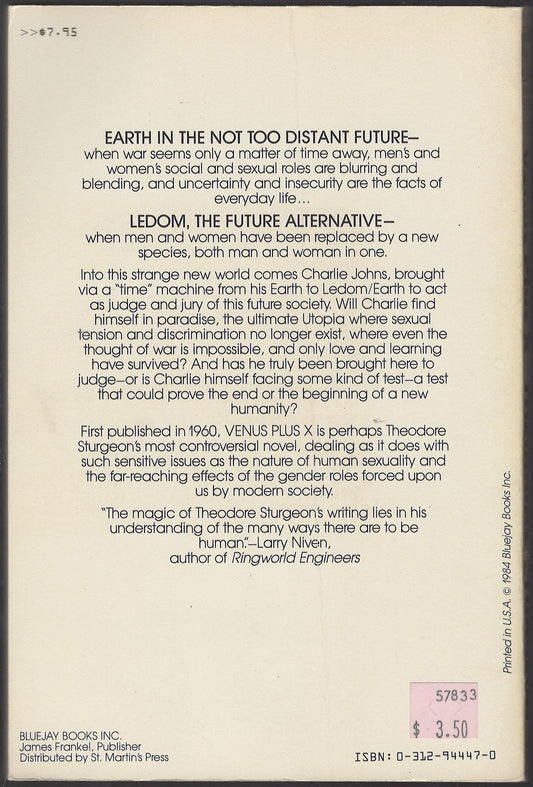 >>$7.95
EARTH IN THE NOT TOO DISTANT FUTURE—
when war seems only a matter of time away, men's and
women's social and sexual roles are blurring and
blending, and uncertainty and insecurity are the facts of
everyday life...
LEDOM, THE FUTURE ALTERNATIVE—
when men and women have been replaced by a new
species, both man and woman in one.
Into this strange new world comes Charlie Johns, brought
via a "time" machine from his Earth to Ledom/Earth to act
as judge and jury of this future society. Will Charlie find
himself in paradise, the ultimate Utopia where sexual
tension and discrimination no longer exist, where even the
thought of war is impossible, and only love and learning
have survived? And has he truly been brought here to
judge—or is Charlie himself facing some kind of test—a test
that could prove the end or the beginning of a new
humanity?
First published in 1960, VENUS PLUS X is perhaps Theodore
Sturgeon's most controversial novel, dealing as it does with
such sensitive issues as the nature of human sexuality and
the far-reaching effects of the gender roles forced upon
us by modern society.
"The magic of Theodore Sturgeon's writing lies in his
understanding of the many ways there are to be
human."—Larry Niven,
author of Ringworld Engineers
Printed in U.S.A. © 1984 Bluejay Books Inc.
57833
$ 3.50
BLUEJAY BOOKS INC.
James Frankel, Publisher
Distributed by St. Martin's Press
ISBN: 0-312-94447-0